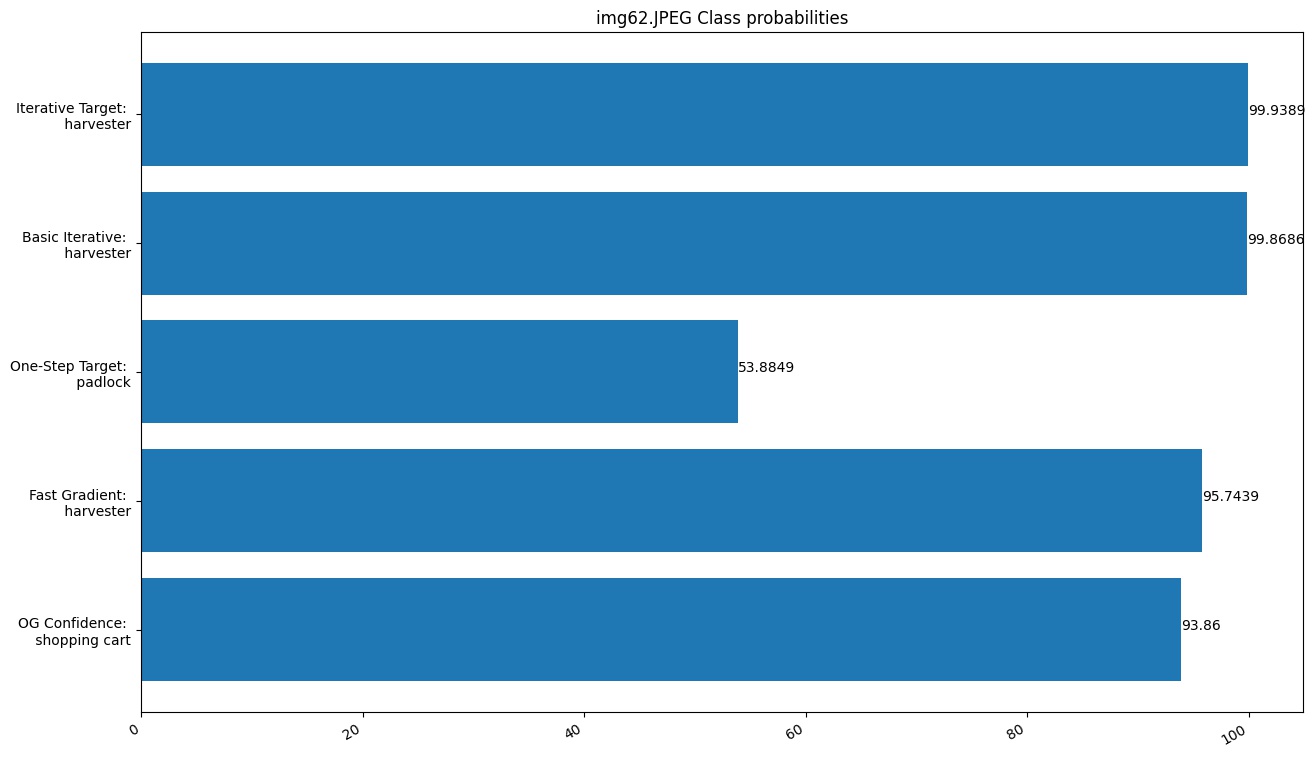 img62.JPEG Class probabilities
Iterative Target:
harvester
99.9389
Basic Iterative:
harvester
99.8686
One-Step Target:
padlock
53.8849
Fast Gradient:
harvester
95.7439
OG Confidence:
shopping cart
93.86
0
20
40
60
80
100